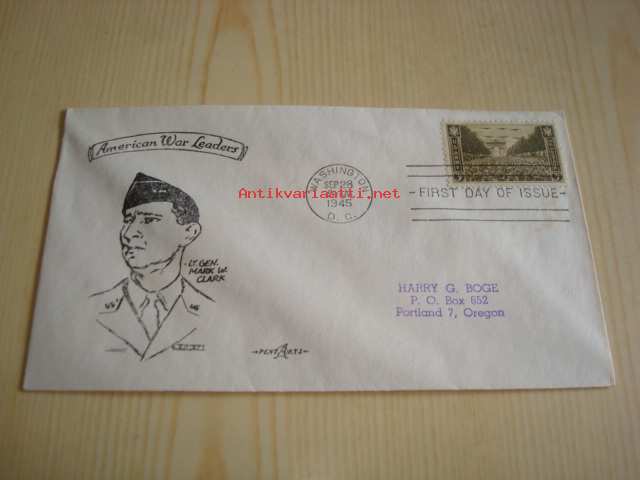 American War Leaders
LT. GEN.
MARK W.
CLARK
PENT ARTS
WASHINGTON
SEP 28
1945
D. C.
FIRST DAY OF ISSUE
HARRY G. BOGE
P. O. Box 652
Portland 7, Oregon
Antikvariaatti.net